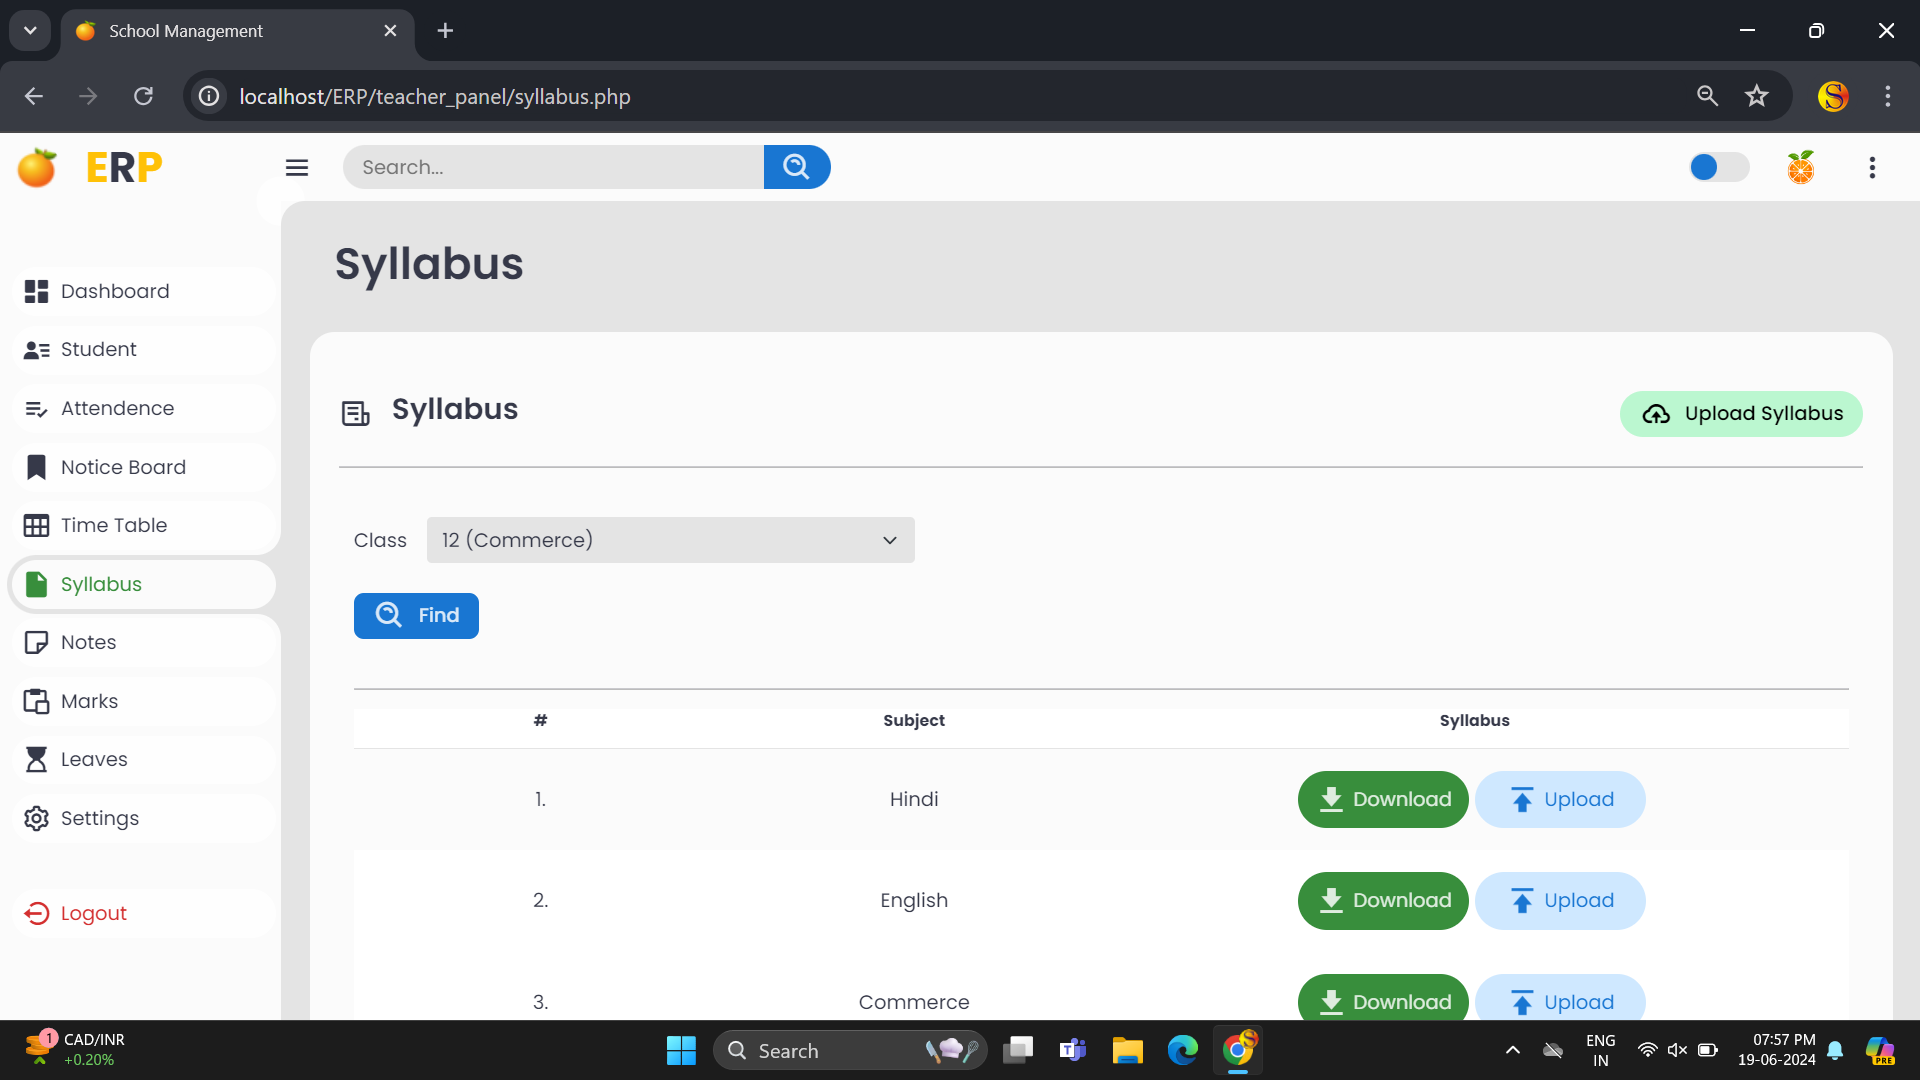 School Management
localhost/ERP/teacher_panel/syllabus.php
S
ERP
Search...
Syllabus
Dashboard
Student
Attendence
Notice Board
Time Table
Syllabus
Notes
Marks
Leaves
Settings
Logout
Syllabus
Upload Syllabus
Class 12 (Commerce)
Find
# Subject Syllabus
1. Hindi Download Upload
2. English Download Upload
3. Commerce Download Upload
1
CAD/INR
+0.20%
Search
ENG
IN
07:57 PM
19-06-2024
PRE